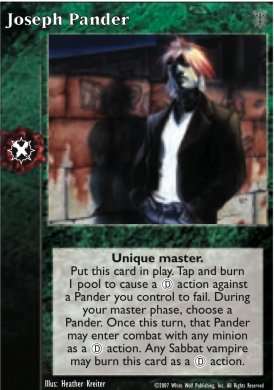 Joseph Pander
Unique master.
Put this card in play. Tap and burn
1 pool to cause a Ⓓ action against
a Pander you control to fail. During
your master phase, choose a
Pander. Once this turn, that Pander
may enter combat with any minion
as a Ⓓ action. Any Sabbat vampire
may burn this card as a Ⓓ action.
Illus: Heather Kreiter
©2007 White Wolf Publishing, Inc. All Rights Reserved